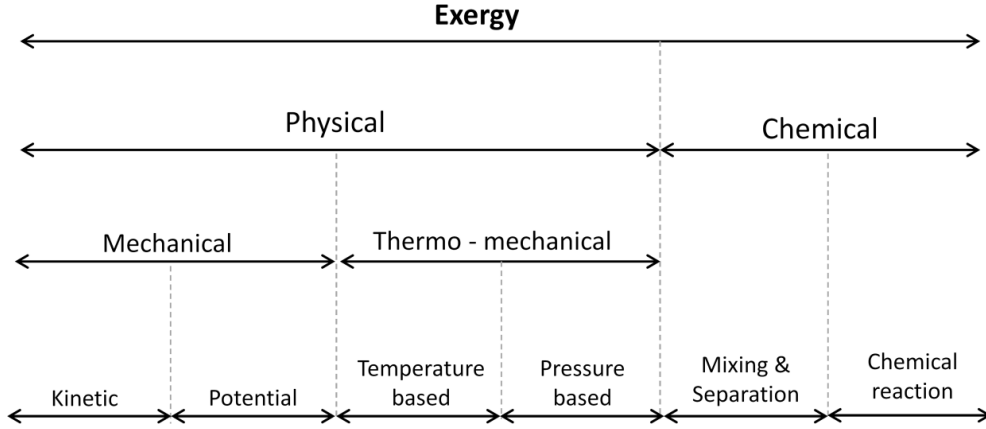 Exergy
Physical
Chemical
Mechanical
Thermo - mechanical
Kinetic
Potential
Temperature
based
Pressure
based
Mixing &
Separation
Chemical
reaction